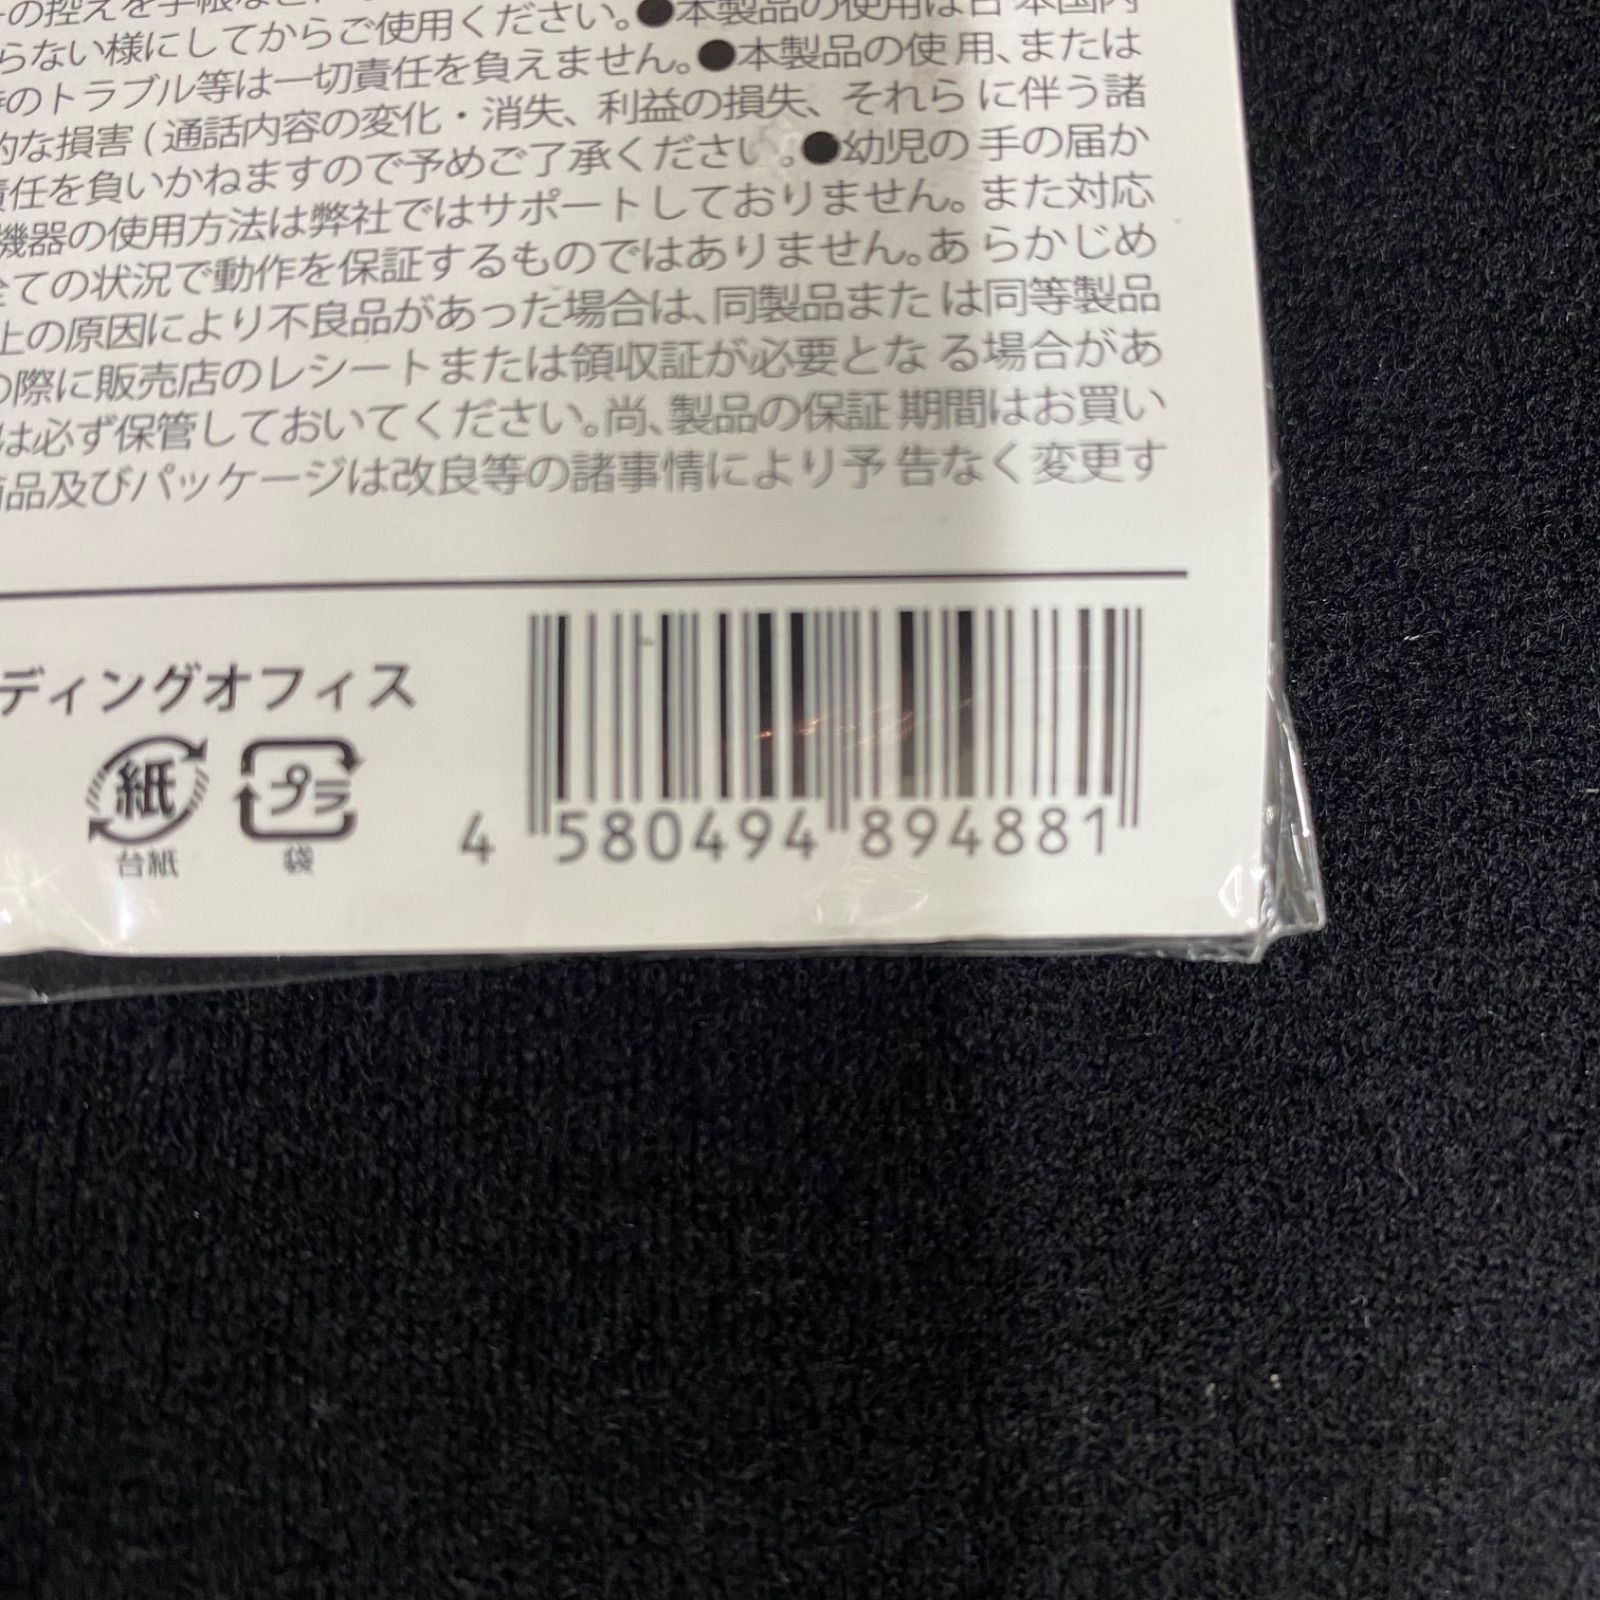 の控えを手帳など
らない様にしてからご使用ください。●本製品の使用は日本国内
のトラブル等は一切責任を負えません。●本製品の使用、または
的な損害(通話内容の変化・消失、利益の損失、それらに伴う諸
責任を負いかねますので予めご了承ください。●幼児の手の届か
機器の使用方法は弊社ではサポートしておりません。また対応
全ての状況で動作を保証するものではありません。あらかじめ
上の原因により不良品があった場合は、同製品または同等製品
の際に販売店のレシートまたは領収証が必要となる場合があ
は必ず保管しておいてください。尚、製品の保証期間はお買い
商品及びパッケージは改良等の諸事情により予告なく変更す
ディングオフィス
紙
プラ
台紙
袋
4 580494 894881